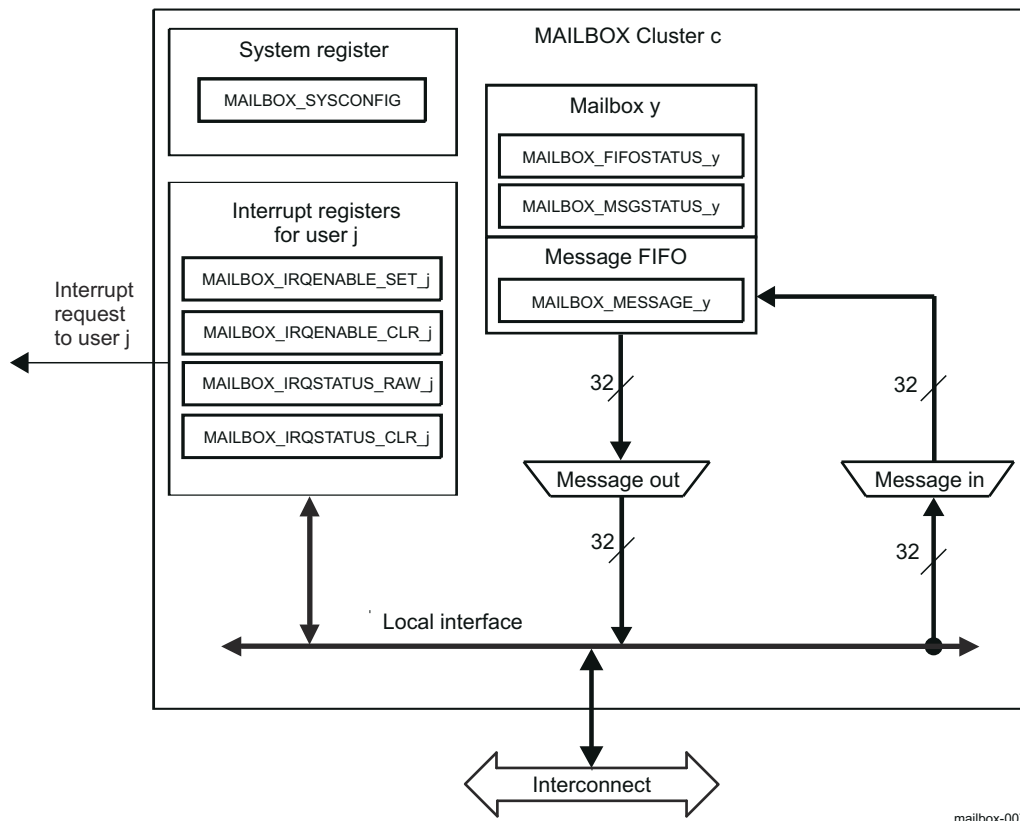 MAILBOX Cluster c
System register
MAILBOX_SYSCONFIG
Mailbox y
MAILBOX_FIFOSTATUS_y
MAILBOX_MSGSTATUS_y
Interrupt registers
for user j
MAILBOX_IRQENABLE_SET_j
MAILBOX_IRQENABLE_CLR_j
MAILBOX_IRQSTATUS_RAW_j
MAILBOX_IRQSTATUS_CLR_j
Message FIFO
MAILBOX_MESSAGE_y
Interrupt
request
to user j
32
32
Message out
Message in
32
32
Local interface
Interconnect